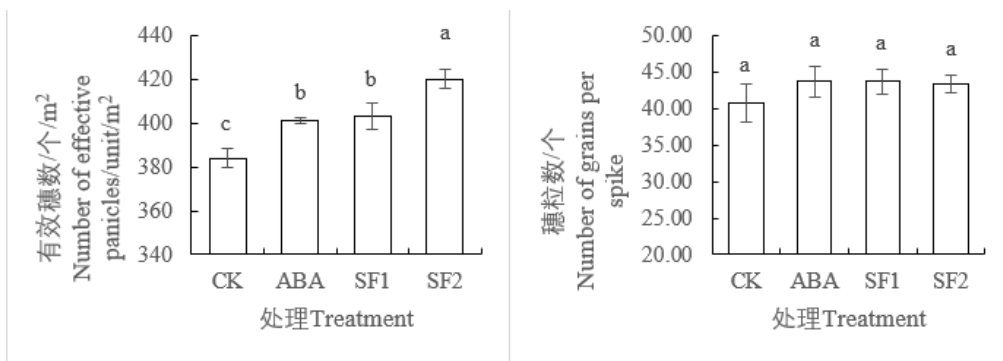 有效穗数/个/m²
Number of effective
panicles/unit/m²
440
420
400
380
360
340
c
b
b
a
CK
ABA
SF1
SF2
处理Treatment
穗粒数/个
Number of grains per
spike
50.00
45.00
40.00
35.00
30.00
25.00
20.00
a
a
a
a
CK
ABA
SF1
SF2
处理Treatment